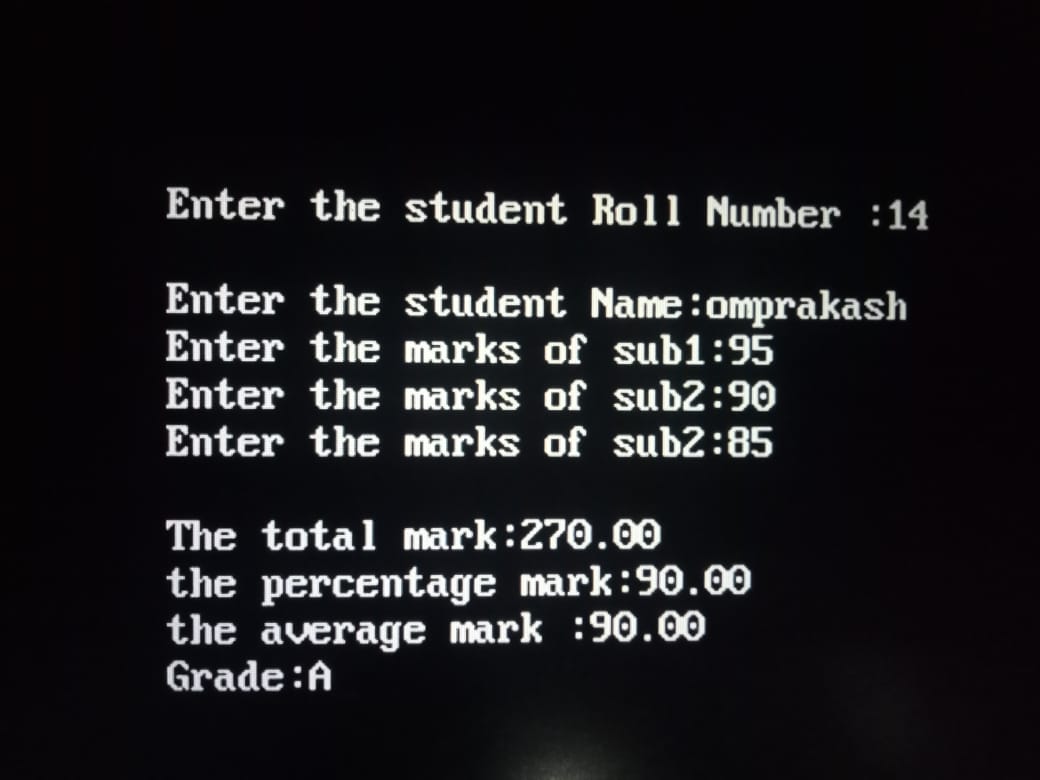 Enter the student Roll Number :14
Enter the student Name:omprakash
Enter the marks of sub1:95
Enter the marks of sub2:90
Enter the marks of sub2:85
The total mark:270.00
the percentage mark:90.00
the average mark :90.00
Grade:A